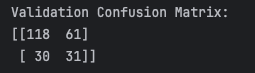 Validation Confusion Matrix:
[[118  61]
 [ 30  31]]